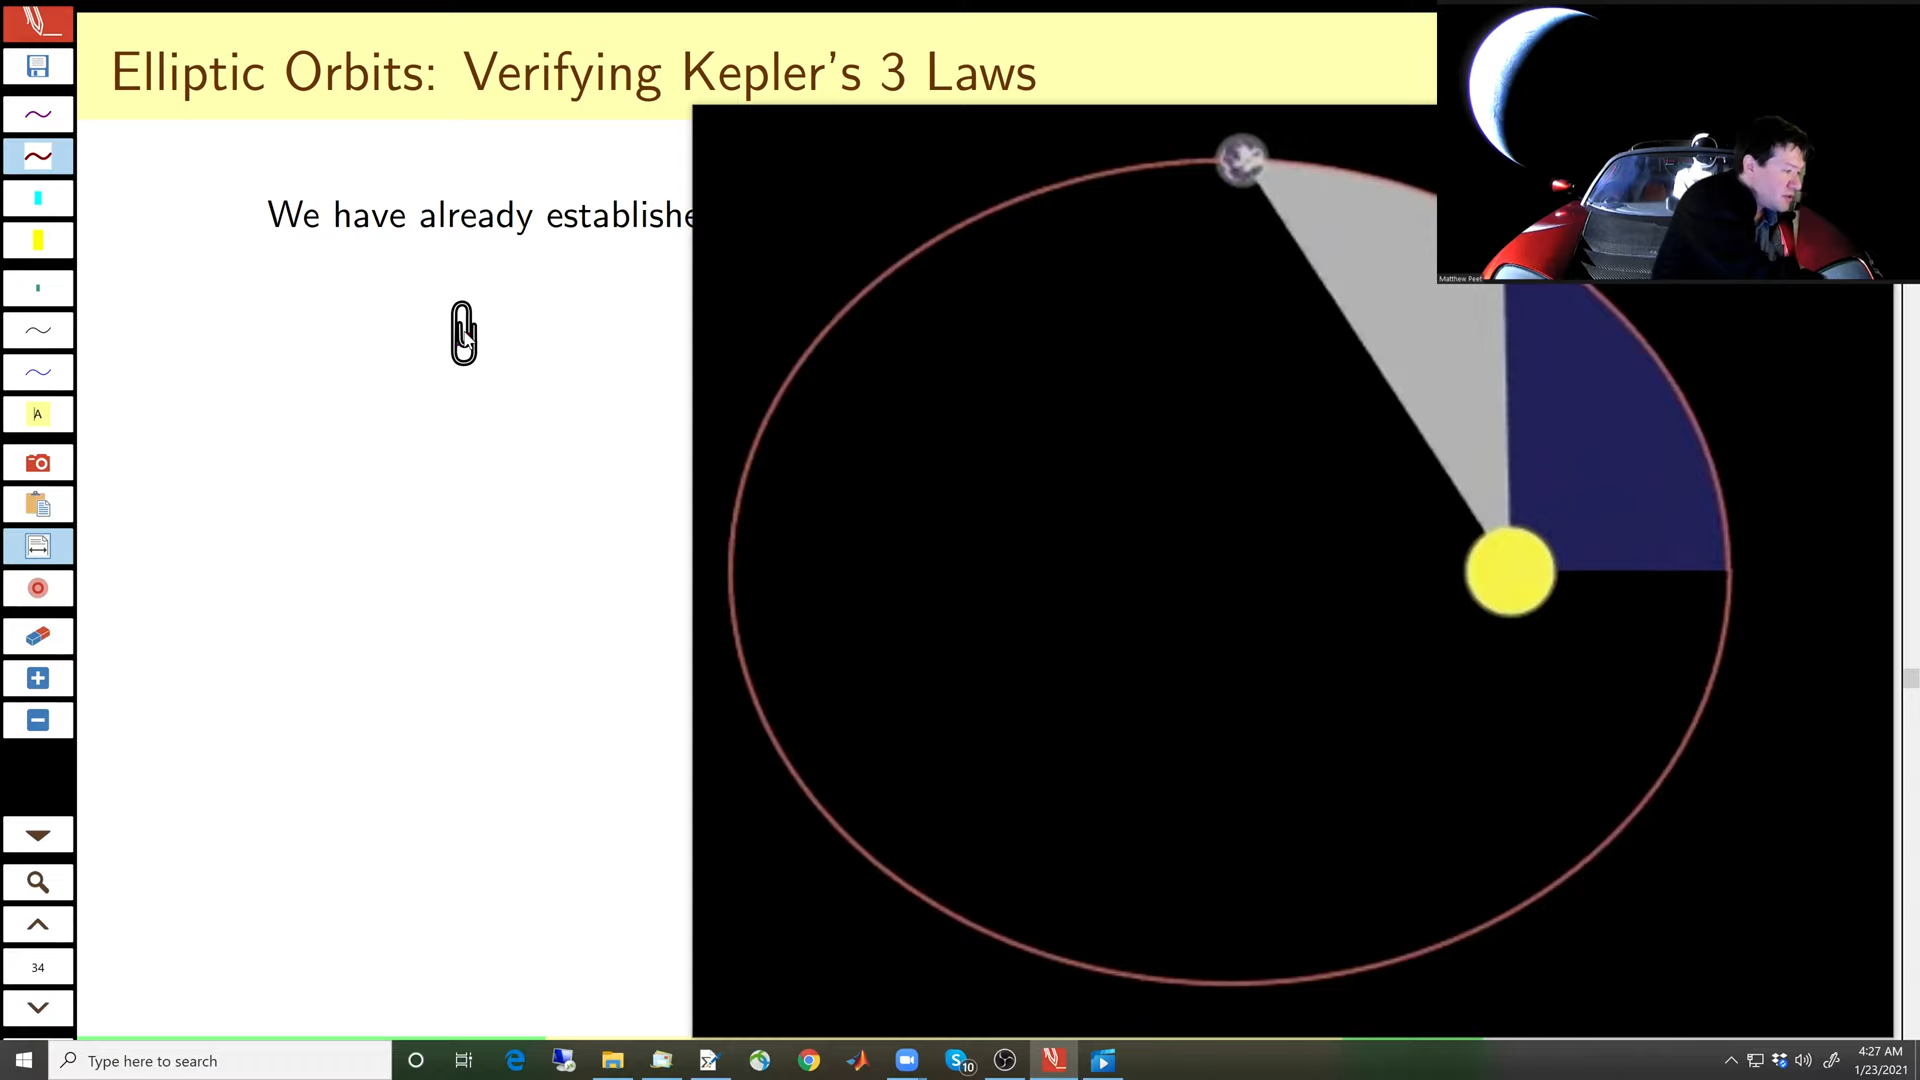 Elliptic Orbits: Verifying Kepler's 3 Laws
Matthew Peet
We have already establishe
A
34
Type here to search
10
4:27 AM
1/23/2021